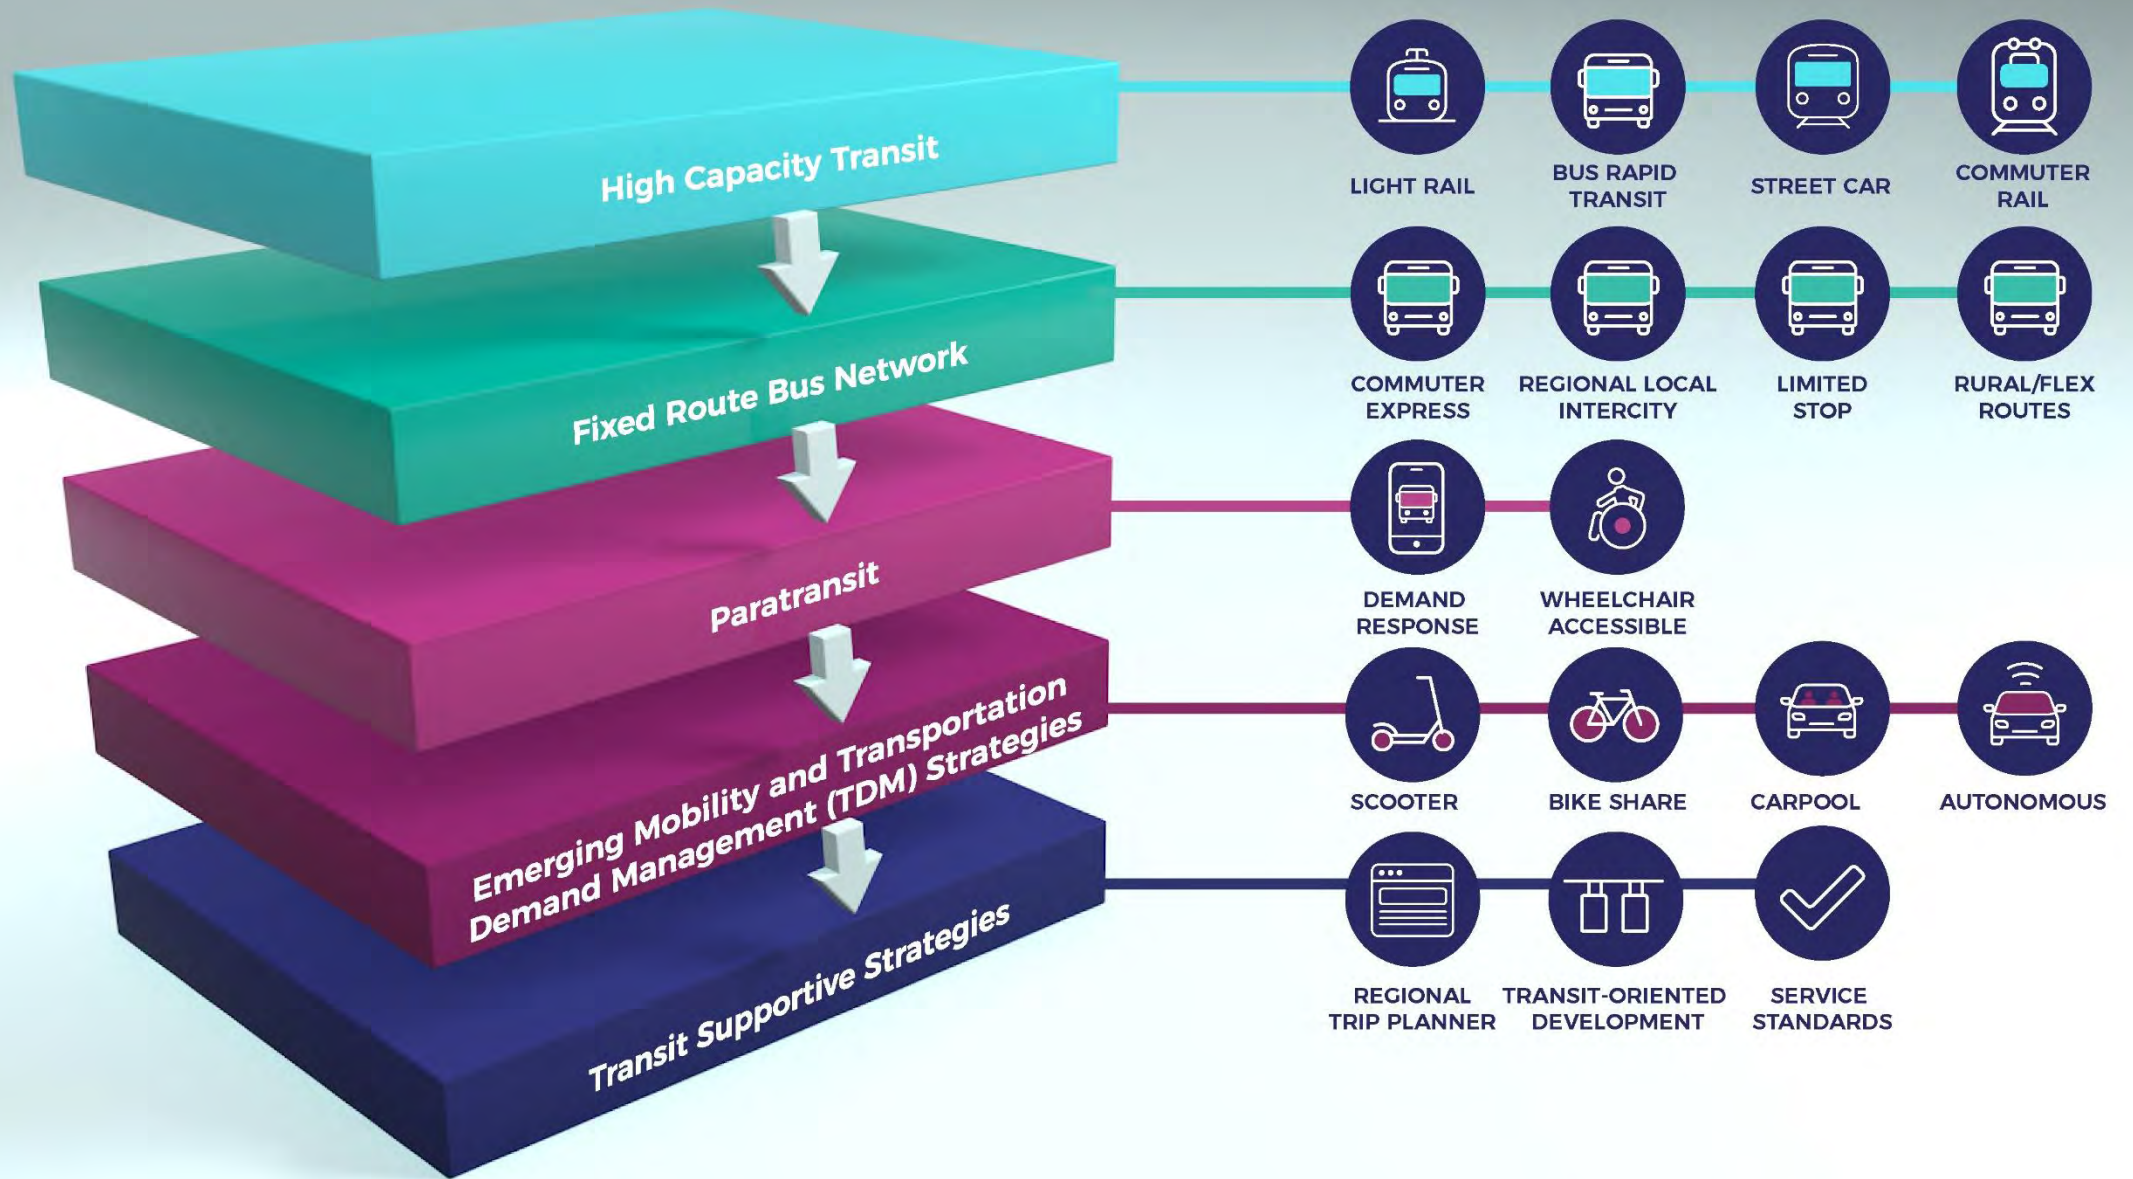 High Capacity Transit
LIGHT RAIL
BUS RAPID
TRANSIT
STREET CAR
COMMUTER
RAIL
Fixed Route Bus Network
COMMUTER
EXPRESS
REGIONAL LOCAL
INTERCITY
LIMITED
STOP
RURAL/FLEX
ROUTES
Paratransit
DEMAND
RESPONSE
WHEELCHAIR
ACCESSIBLE
Emerging Mobility and Transportation
Demand Management (TDM) Strategies
SCOOTER
BIKE SHARE
CARPOOL
AUTONOMOUS
Transit Supportive Strategies
REGIONAL
TRIP PLANNER
TRANSIT-ORIENTED
DEVELOPMENT
SERVICE
STANDARDS